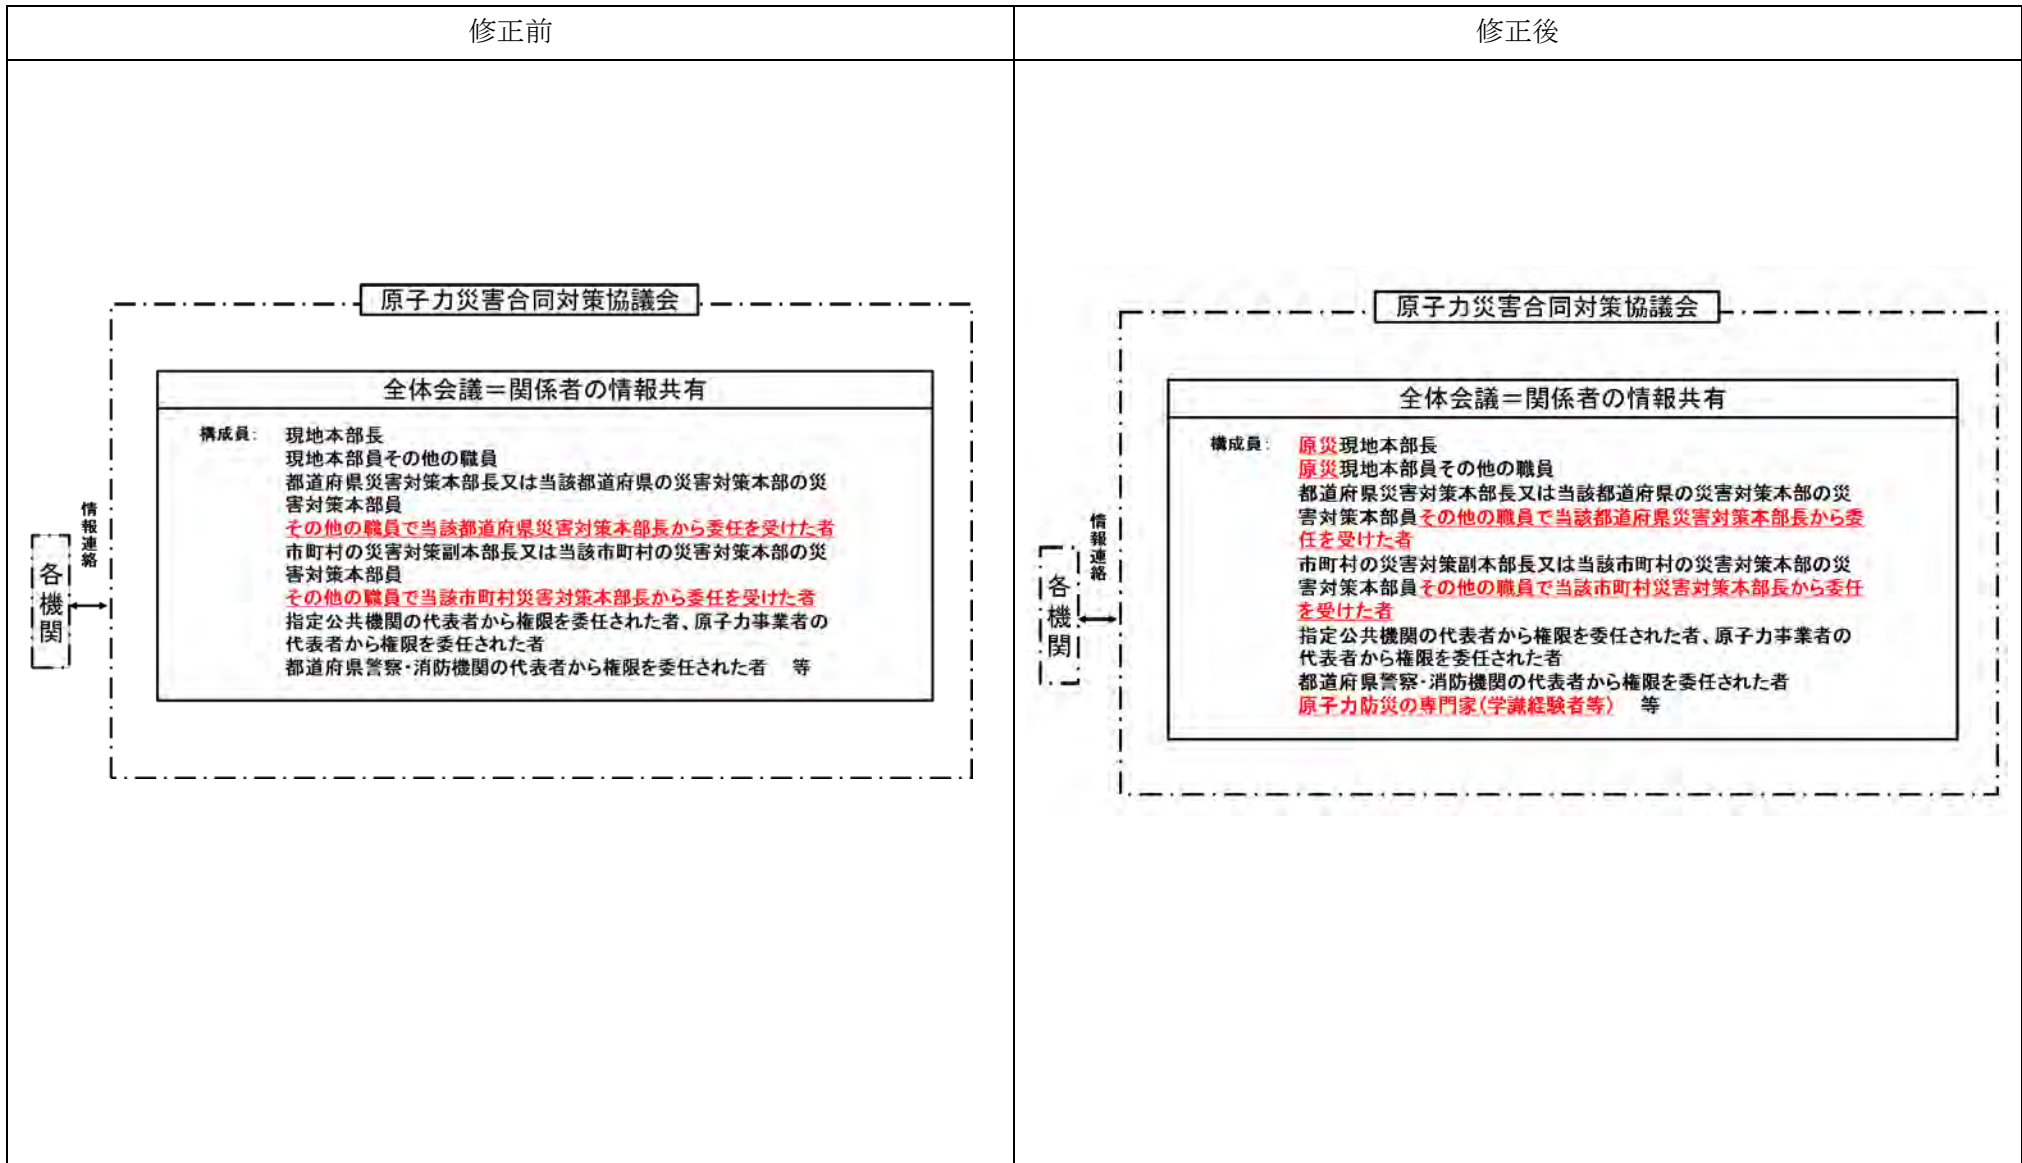 修正前
修正後
原子力災害合同対策協議会
全体会議＝関係者の情報共有
構成員：
現地本部長
現地本部員その他の職員
都道府県災害対策本部長又は当該都道府県の災害対策本部の災
害対策本部員
その他の職員で当該都道府県災害対策本部長から委任を受けた者
市町村の災害対策副本部長又は当該市町村の災害対策本部の災
害対策本部員
その他の職員で当該市町村災害対策本部長から委任を受けた者
指定公共機関の代表者から権限を委任された者、原子力事業者の
代表者から権限を委任された者
都道府県警察・消防機関の代表者から権限を委任された者　等
情報連絡
各機関
原子力災害合同対策協議会
全体会議＝関係者の情報共有
構成員：
原災現地本部長
原災現地本部員その他の職員
都道府県災害対策本部長又は当該都道府県の災害対策本部の災
害対策本部員その他の職員で当該都道府県災害対策本部長から委
任を受けた者
市町村の災害対策副本部長又は当該市町村の災害対策本部の災
害対策本部員その他の職員で当該市町村災害対策本部長から委任
を受けた者
指定公共機関の代表者から権限を委任された者、原子力事業者の
代表者から権限を委任された者
都道府県警察・消防機関の代表者から権限を委任された者
原子力防災の専門家(学識経験者等)　等
情報連絡
各機関